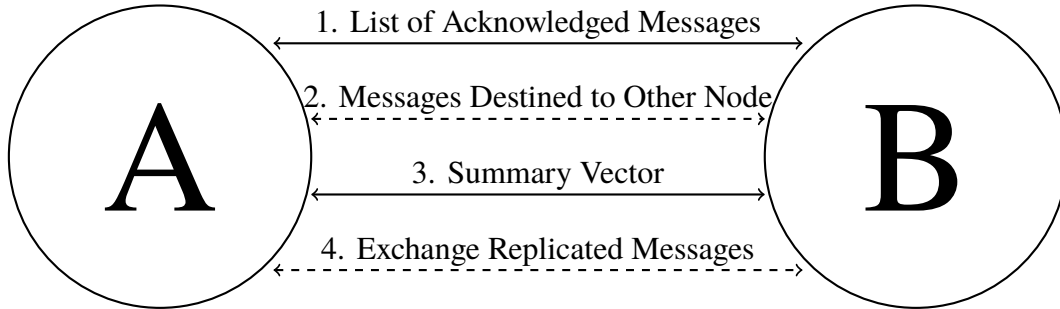 1. List of Acknowledged Messages
2. Messages Destined to Other Node
A
B
3. Summary Vector
4. Exchange Replicated Messages